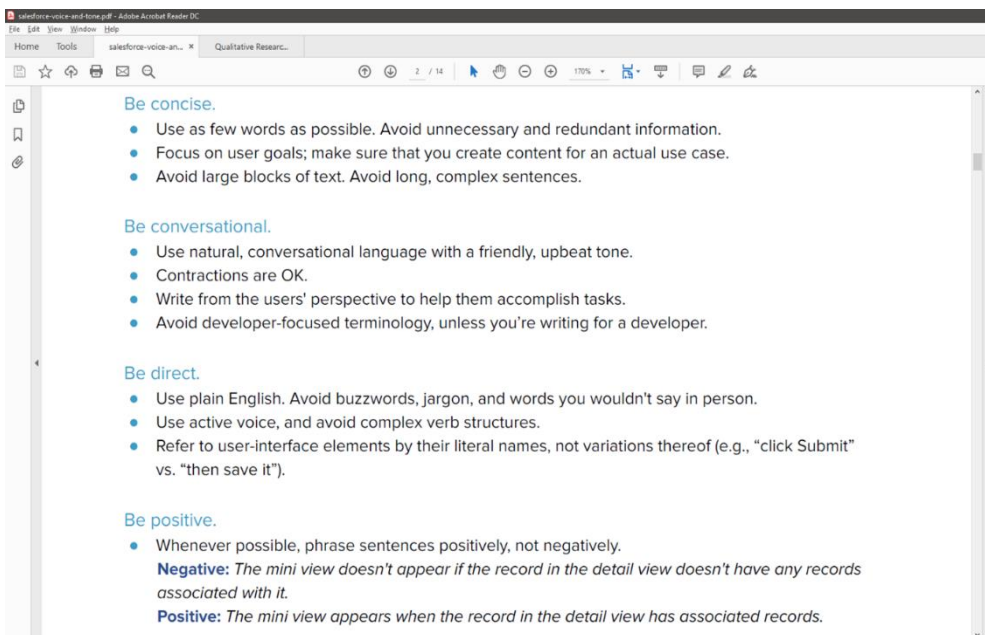 salesforce-voice-and-tone.pdf - Adobe Acrobat Reader DC
File Edit View Window Help
Home Tools salesforce-voice-an... × Qualitative Researc...
2 / 14 170%
Be concise.
● Use as few words as possible. Avoid unnecessary and redundant information.
● Focus on user goals; make sure that you create content for an actual use case.
● Avoid large blocks of text. Avoid long, complex sentences.
Be conversational.
● Use natural, conversational language with a friendly, upbeat tone.
● Contractions are OK.
● Write from the users' perspective to help them accomplish tasks.
● Avoid developer-focused terminology, unless you’re writing for a developer.
Be direct.
● Use plain English. Avoid buzzwords, jargon, and words you wouldn't say in person.
● Use active voice, and avoid complex verb structures.
● Refer to user-interface elements by their literal names, not variations thereof (e.g., “click Submit”
vs. “then save it”).
Be positive.
● Whenever possible, phrase sentences positively, not negatively.
Negative: The mini view doesn't appear if the record in the detail view doesn't have any records
associated with it.
Positive: The mini view appears when the record in the detail view has associated records.